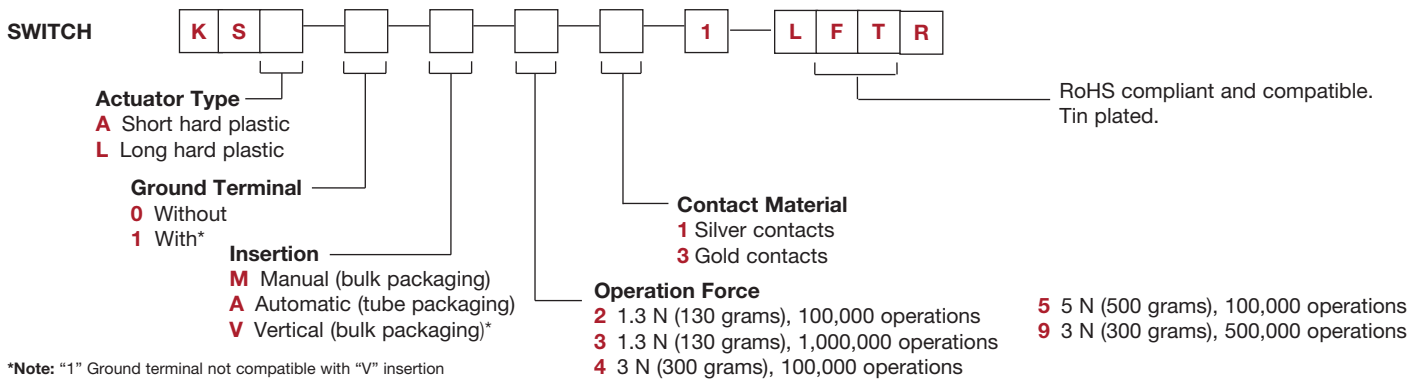 SWITCH K S 1 L F T R
RoHS compliant and compatible.
Tin plated.
Actuator Type
A Short hard plastic
L Long hard plastic
Ground Terminal
0 Without
1 With*
Insertion
M Manual (bulk packaging)
A Automatic (tube packaging)
V Vertical (bulk packaging)*
Contact Material
1 Silver contacts
3 Gold contacts
Operation Force
2 1.3 N (130 grams), 100,000 operations
3 1.3 N (130 grams), 1,000,000 operations
4 3 N (300 grams), 100,000 operations
5 5 N (500 grams), 100,000 operations
9 3 N (300 grams), 500,000 operations
*Note: “1” Ground terminal not compatible with “V” insertion